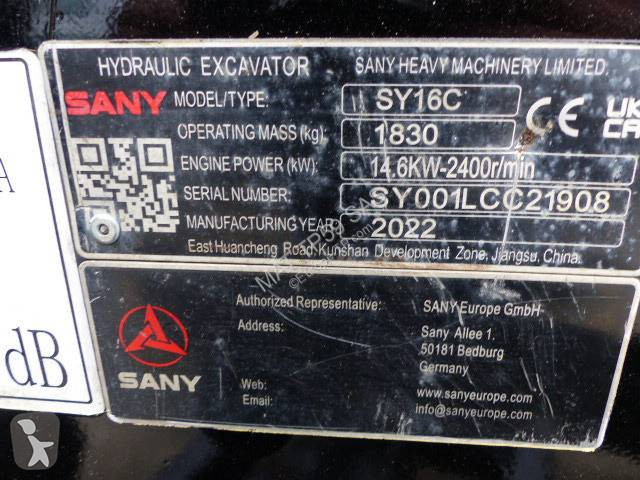 HYDRAULIC EXCAVATOR SANY HEAVY MACHINERY LIMITED.
SANY MODEL/TYPE: SY16C
OPERATING MASS (kg): 1830 CE UK CA
ENGINE POWER (kW): 14.6KW-2400r/min
SERIAL NUMBER: SY001LCC21908
MANUFACTURING YEAR: 2022
East Huancheng Road, Kunshan Development Zone, Jiangsu, China.
A
dB
SANY
Authorized Representative: SANY Europe GmbH
Address: Sany Allee 1.
50181 Bedburg
Germany
Web: www.sanyeurope.com
Email: info@sanyeurope.com